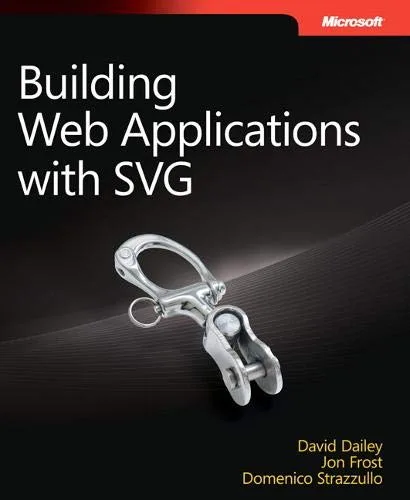 Microsoft
Building
Web Applications
with SVG
David Dailey
Jon Frost
Domenico Strazzullo